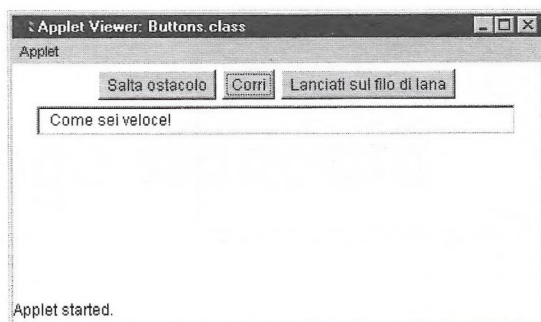 Applet Viewer: Buttons.class
Applet
Salta ostacolo Corri Lanciati sul filo di lana
Come sei veloce!
Applet started.